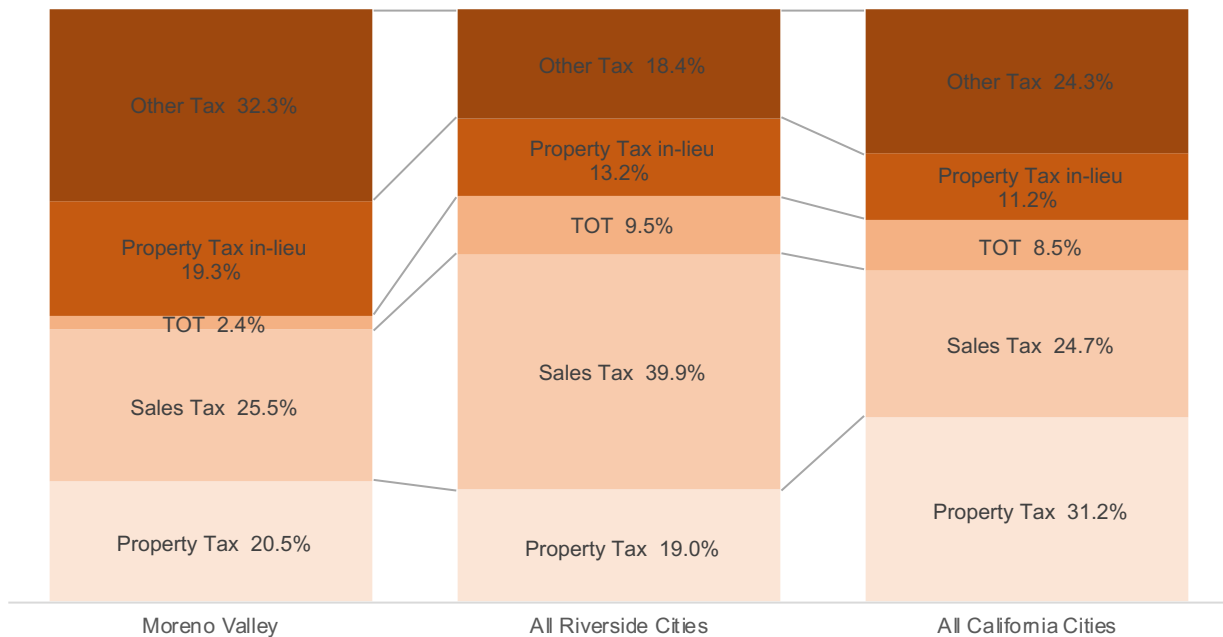 Other Tax 32.3%
Property Tax in-lieu
19.3%
TOT 2.4%
Sales Tax 25.5%
Property Tax 20.5%
Moreno Valley
Other Tax 18.4%
Property Tax in-lieu
13.2%
TOT 9.5%
Sales Tax 39.9%
Property Tax 19.0%
All Riverside Cities
Other Tax 24.3%
Property Tax in-lieu
11.2%
TOT 8.5%
Sales Tax 24.7%
Property Tax 31.2%
All California Cities